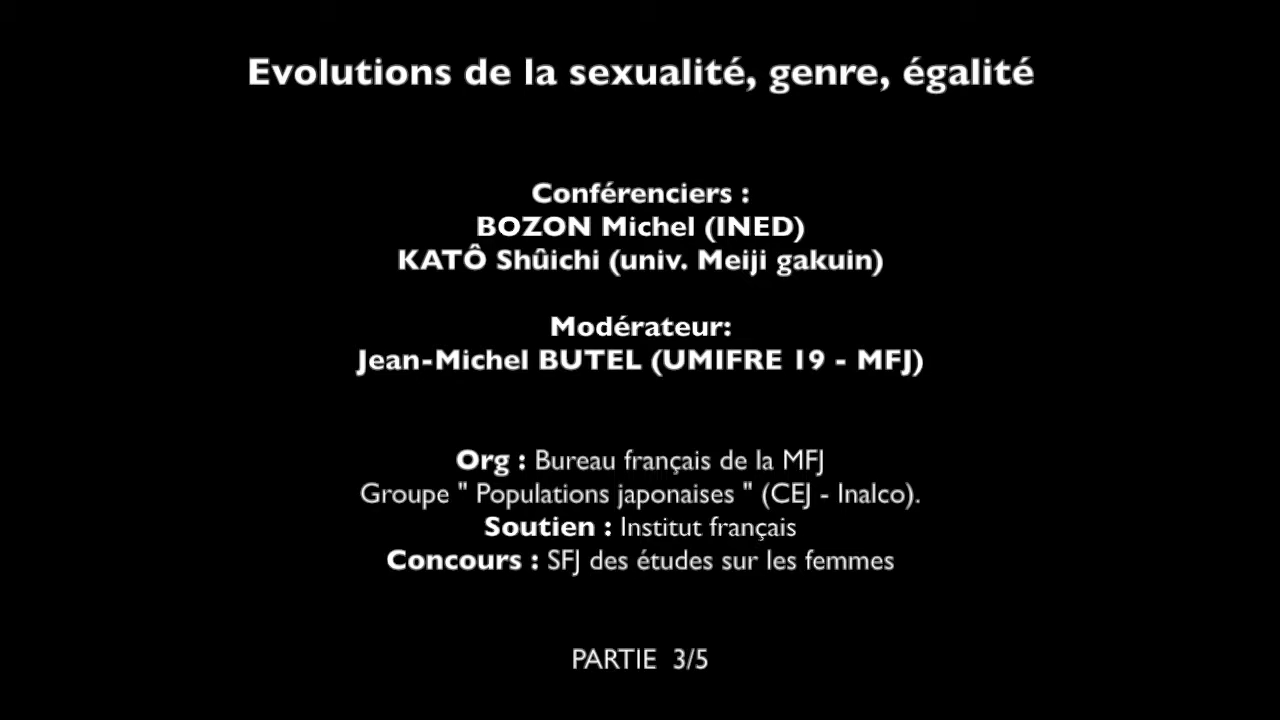 Evolutions de la sexualité, genre, égalité
Conférenciers :
BOZON Michel (INED)
KATÔ Shûichi (univ. Meiji gakuin)
Modérateur:
Jean-Michel BUTEL (UMIFRE 19 - MFJ)
Org : Bureau français de la MFJ
Groupe " Populations japonaises " (CEJ - Inalco).
Soutien : Institut français
Concours : SFJ des études sur les femmes
PARTIE 3/5